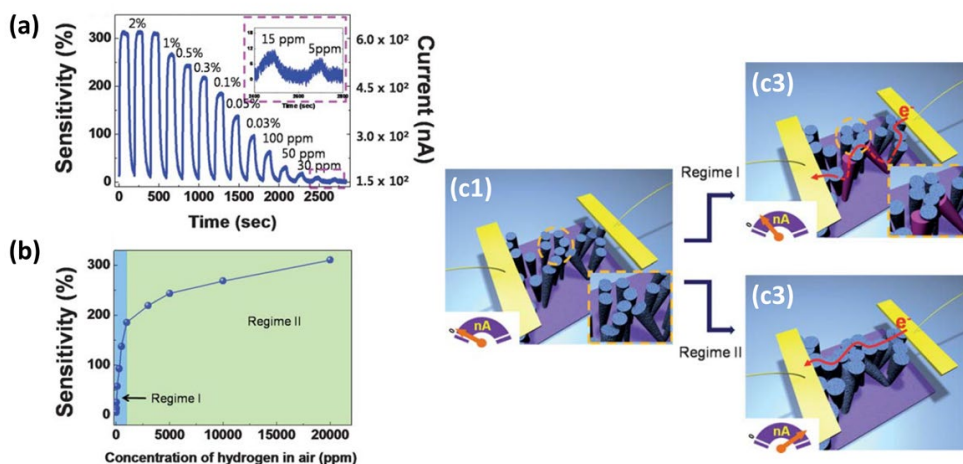 (a)
Sensitivity (%)
300
200
100
0
2%
1%
0.5%
0.3%
0.1%
0.05%
0.03%
100 ppm
50 ppm
30 ppm
15 ppm
5ppm
Time (sec)
6.0 x 10²
4.5 x 10²
3.0 x 10²
1.5 x 10²
Current (nA)
0 500 1000 1500 2000 2500
Time (sec)
(b)
Sensitivity (%)
300
200
100
0
Regime II
Regime I
0 5000 10000 15000 20000
Concentration of hydrogen in air (ppm)
(c1)
0
nA
Regime I
Regime II
(c3)
e⁻
0
nA
(c3)
e⁻
0
nA